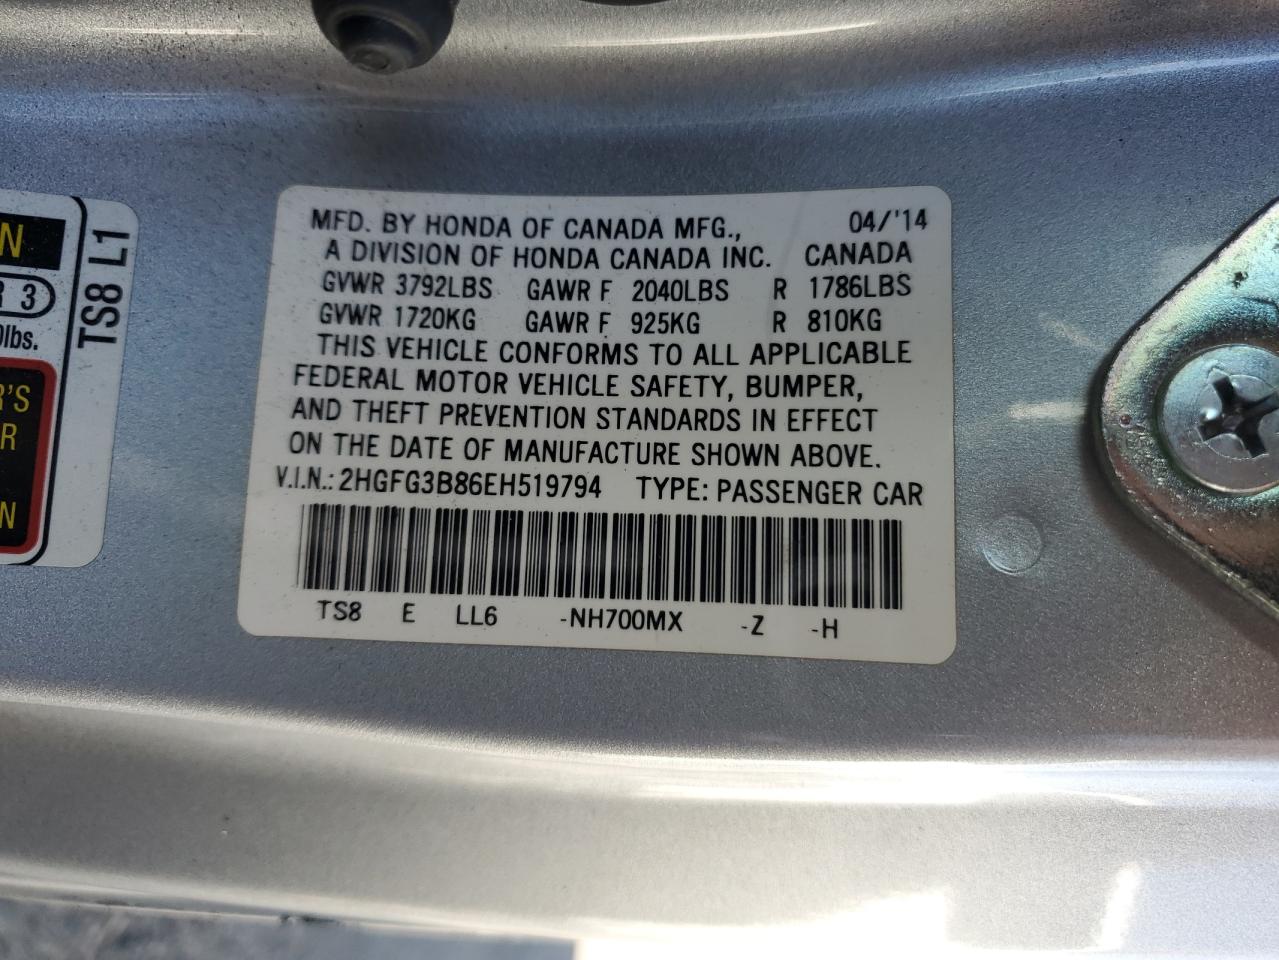 N
R 3
lbs.
R'S
R
N
TS8 L1
MFD. BY HONDA OF CANADA MFG., 04/'14
A DIVISION OF HONDA CANADA INC. CANADA
GVWR 3792LBS GAWR F 2040LBS R 1786LBS
GVWR 1720KG GAWR F 925KG R 810KG
THIS VEHICLE CONFORMS TO ALL APPLICABLE
FEDERAL MOTOR VEHICLE SAFETY, BUMPER,
AND THEFT PREVENTION STANDARDS IN EFFECT
ON THE DATE OF MANUFACTURE SHOWN ABOVE.
V.I.N.: 2HGFG3B86EH519794 TYPE: PASSENGER CAR
TS8 E LL6 -NH700MX -Z -H